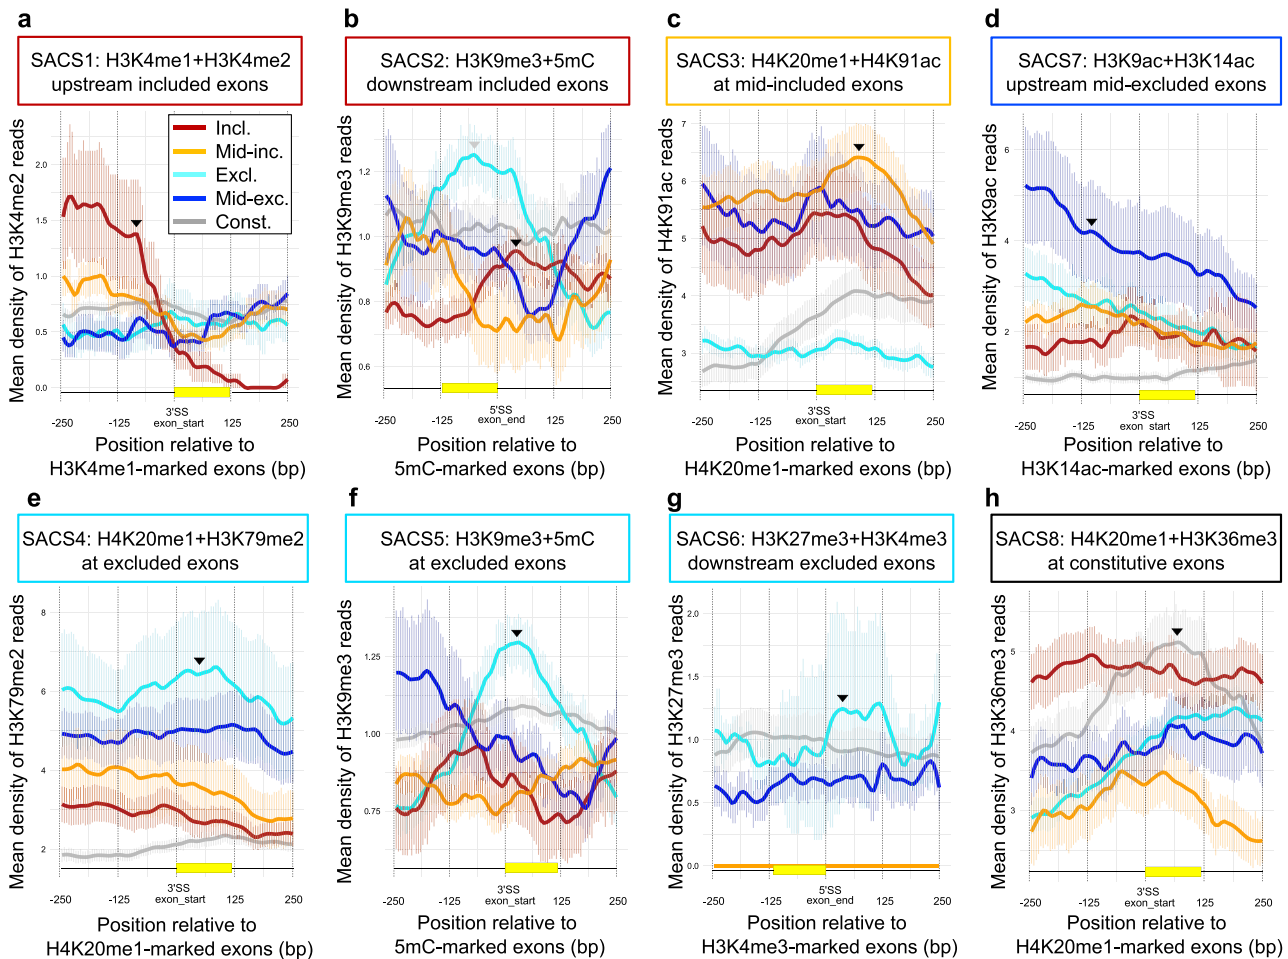 a
SACS1: H3K4me1+H3K4me2
upstream included exons
Mean density of H3K4me2 reads
2.0
1.5
1.0
0.5
0.0
Incl.
Mid-inc.
Excl.
Mid-exc.
Const.
-250
-125
3'SS
exon_start
125
250
Position relative to
H3K4me1-marked exons (bp)
b
SACS2: H3K9me3+5mC
downstream included exons
Mean density of H3K9me3 reads
1.2
1.0
0.8
0.6
-250
-125
5'SS
exon_end
125
250
Position relative to
5mC-marked exons (bp)
c
SACS3: H4K20me1+H4K91ac
at mid-included exons
Mean density of H4K91ac reads
7
6
5
4
3
-250
-125
3'SS
exon_start
125
250
Position relative to
H4K20me1-marked exons (bp)
d
SACS7: H3K9ac+H3K14ac
upstream mid-excluded exons
Mean density of H3K9ac reads
6
4
2
-250
-125
3'SS
exon_start
125
250
Position relative to
H3K14ac-marked exons (bp)
e
SACS4: H4K20me1+H3K79me2
at excluded exons
Mean density of H3K79me2 reads
8
6
4
2
-250
-125
3'SS
exon_start
125
250
Position relative to
H4K20me1-marked exons (bp)
f
SACS5: H3K9me3+5mC
at excluded exons
Mean density of H3K9me3 reads
1.25
1.00
0.75
-250
-125
3'SS
exon_start
125
250
Position relative to
5mC-marked exons (bp)
g
SACS6: H3K27me3+H3K4me3
downstream excluded exons
Mean density of H3K27me3 reads
2.0
1.5
1.0
0.5
0.0
-250
-125
5'SS
exon_end
125
250
Position relative to
H3K4me3-marked exons (bp)
h
SACS8: H4K20me1+H3K36me3
at constitutive exons
Mean density of H3K36me3 reads
5
4
3
-250
-125
3'SS
exon_start
125
250
Position relative to
H4K20me1-marked exons (bp)